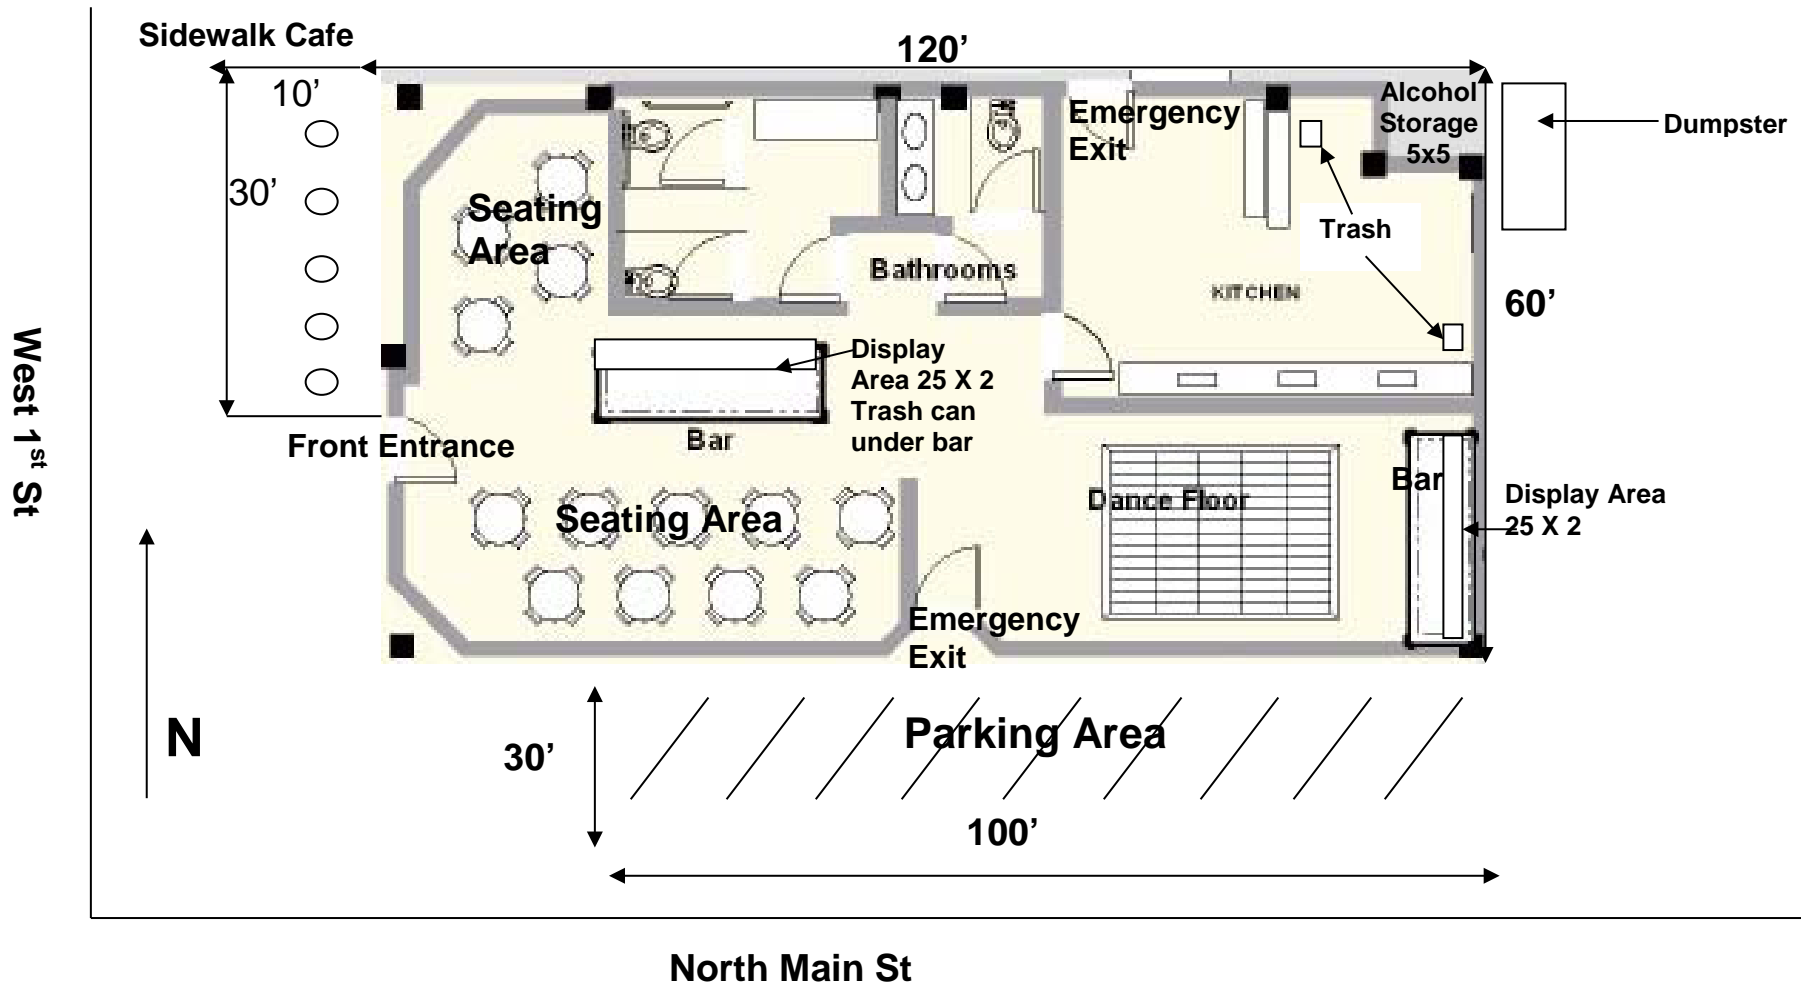 Sidewalk Cafe
120’
10’
30’
Emergency
Exit
Alcohol
Storage
5x5
Dumpster
Seating
Area
Trash
Bathrooms
KITCHEN
60’
West 1st St
Display
Area 25 X 2
Trash can
under bar
Bar
Front Entrance
Bar
Display Area
25 X 2
Dance Floor
Seating Area
Emergency
Exit
N
Parking Area
30’
100’
North Main St